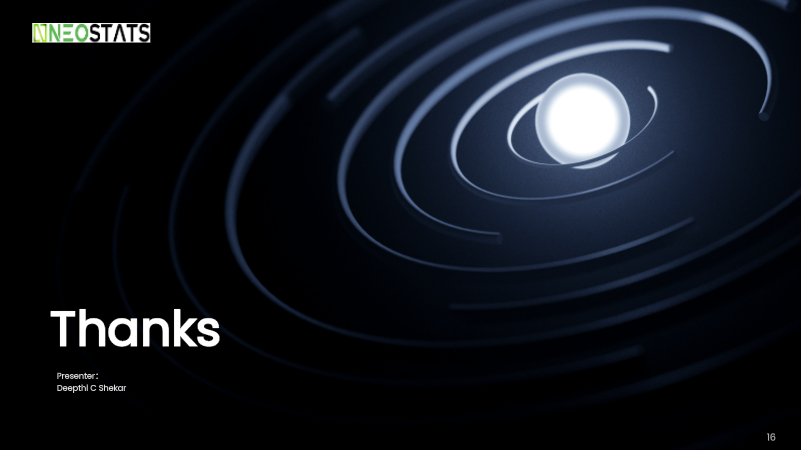 NEOSTATS
Thanks
Presenter:
Deepthi C Shekar
16